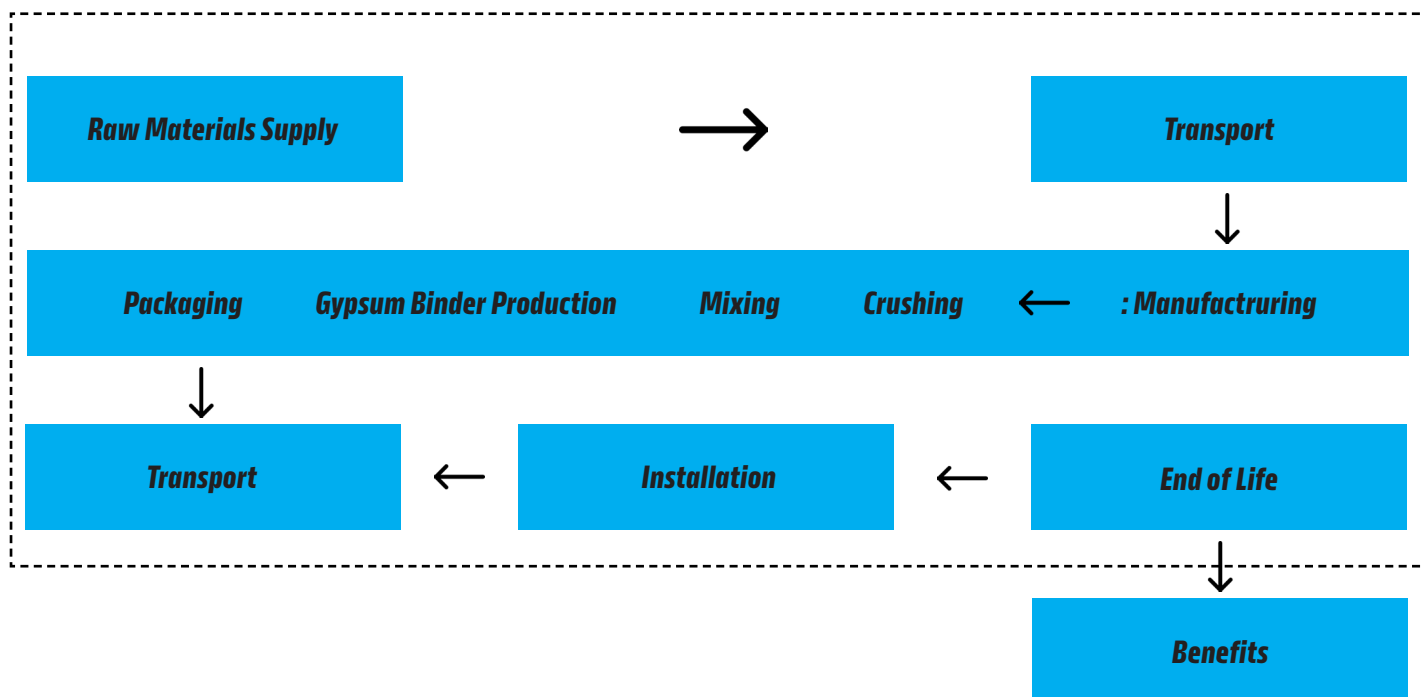 Raw Materials Supply
Transport
Packaging Gypsum Binder Production Mixing Crushing : Manufactruring
Transport
Installation
End of Life
Benefits